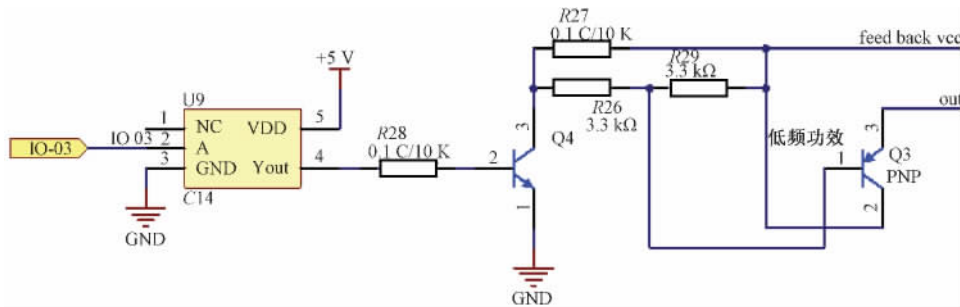 R27
0.1 C/10 K
feed back vcc
+5 V
R29
3.3 kΩ
U9
1
NC
VDD
5
R26
3.3 kΩ
out
IO-03
IO 03
2
A
R28
0.1 C/10 K
3
Q4
低频功效
3
3
GND
Yout
4
2
1
Q3
PNP
C14
1
2
GND
GND